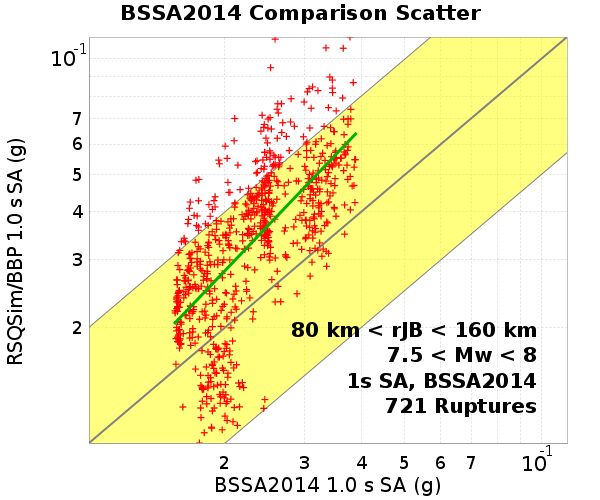 BSSA2014 Comparison Scatter
RSQSim/BBP 1.0 s SA (g)
10-1
7
6
5
4
3
2
80 km < rJB < 160 km
7.5 < Mw < 8
1s SA, BSSA2014
721 Ruptures
2 3 4 5 6 7 10-1
BSSA2014 1.0 s SA (g)